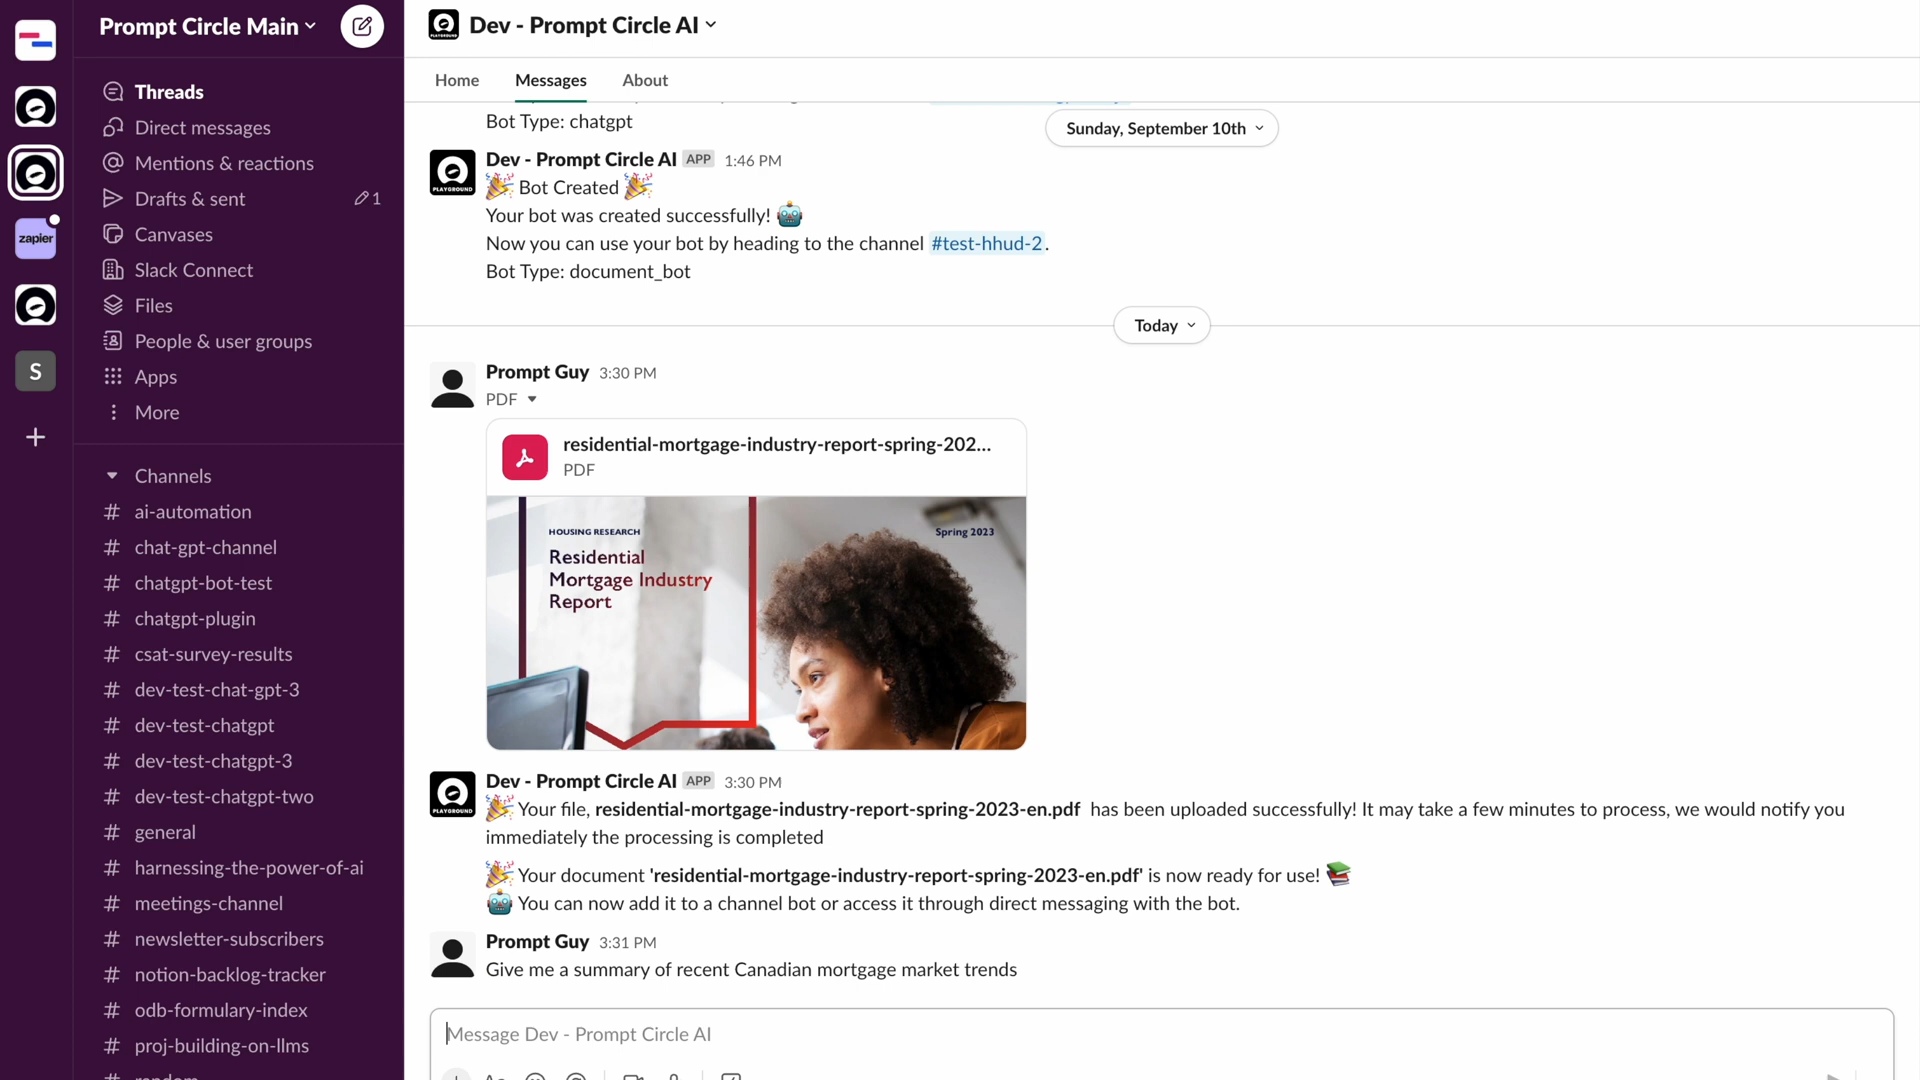 Prompt Circle Main
Threads
Direct messages
Mentions & reactions
Drafts & sent 1
Canvases
Slack Connect
Files
People & user groups
Apps
More
Channels
# ai-automation
# chat-gpt-channel
# chatgpt-bot-test
# chatgpt-plugin
# csat-survey-results
# dev-test-chat-gpt-3
# dev-test-chatgpt
# dev-test-chatgpt-3
# dev-test-chatgpt-two
# general
# harnessing-the-power-of-ai
# meetings-channel
# newsletter-subscribers
# notion-backlog-tracker
# odb-formulary-index
# proj-building-on-llms
zapier
S
PLAYGROUND
Dev - Prompt Circle AI
Home Messages About
Bot Type: chatgpt
Sunday, September 10th
PLAYGROUND
Dev - Prompt Circle AI APP 1:46 PM
🎉 Bot Created 🎉
Your bot was created successfully! 🤖
Now you can use your bot by heading to the channel #test-hhud-2.
Bot Type: document_bot
Today
Prompt Guy 3:30 PM
PDF
residential-mortgage-industry-report-spring-202...
PDF
HOUSING RESEARCH
Spring 2023
Residential
Mortgage Industry
Report
PLAYGROUND
Dev - Prompt Circle AI APP 3:30 PM
🎉 Your file, residential-mortgage-industry-report-spring-2023-en.pdf has been uploaded successfully! It may take a few minutes to process, we would notify you
immediately the processing is completed
🎉 Your document 'residential-mortgage-industry-report-spring-2023-en.pdf' is now ready for use! 📚
🤖 You can now add it to a channel bot or access it through direct messaging with the bot.
Prompt Guy 3:31 PM
Give me a summary of recent Canadian mortgage market trends
Message Dev - Prompt Circle AI